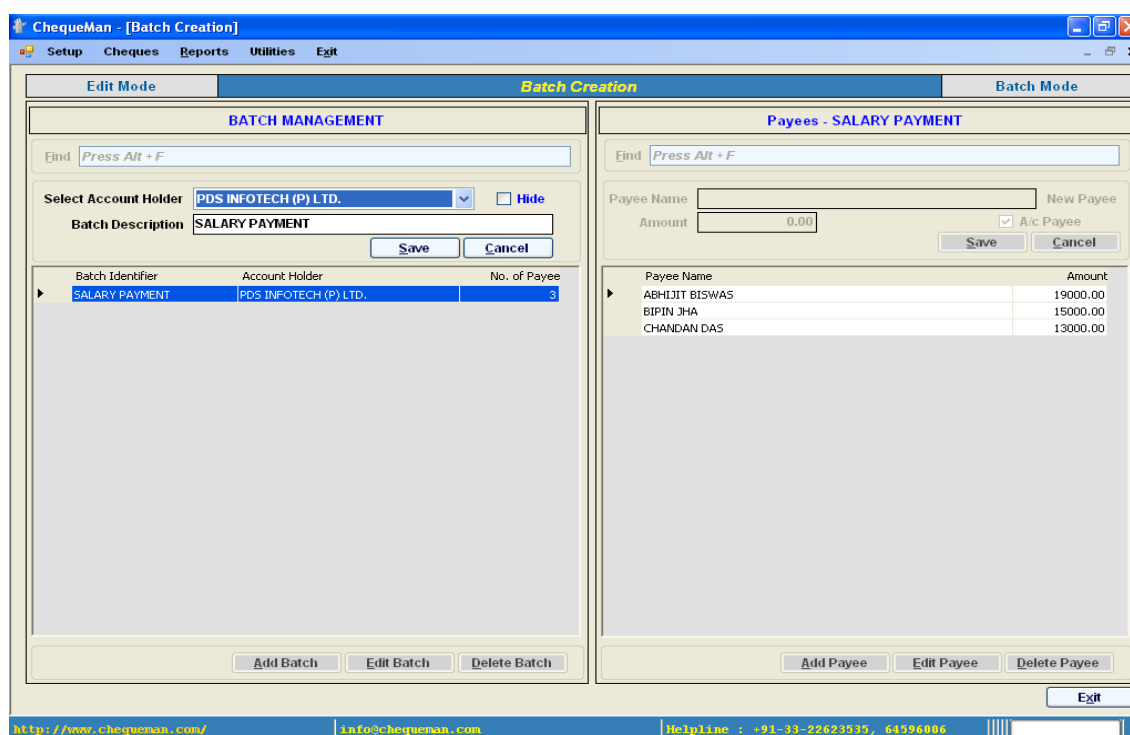 ChequeMan - [Batch Creation]
Setup Cheques Reports Utilities Exit
Edit Mode Batch Creation Batch Mode
BATCH MANAGEMENT
Find Press Alt + F
Select Account Holder PDS INFOTECH (P) LTD. Hide
Batch Description SALARY PAYMENT
Save Cancel
Batch Identifier Account Holder No. of Payee
SALARY PAYMENT PDS INFOTECH (P) LTD. 3
Add Batch Edit Batch Delete Batch
Payees - SALARY PAYMENT
Find Press Alt + F
Payee Name New Payee
Amount 0.00 A/c Payee
Save Cancel
Payee Name Amount
ABHIJIT BISWAS 19000.00
BIPIN JHA 15000.00
CHANDAN DAS 13000.00
Add Payee Edit Payee Delete Payee
Exit
http://www.chequeman.com/ info@chequeman.com Helpline : +91-33-22623535, 64596006